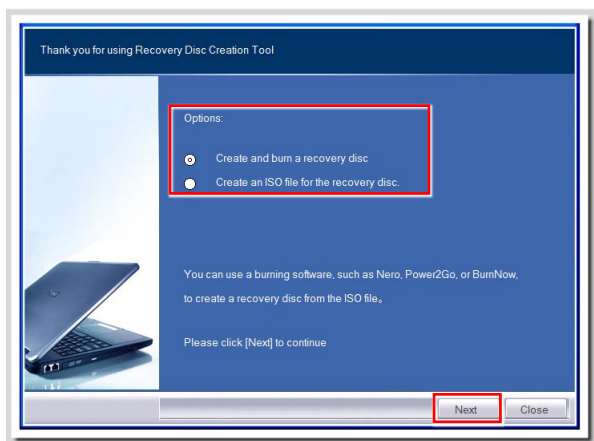 Thank you for using Recovery Disc Creation Tool
Options:
Create and burn a recovery disc
Create an ISO file for the recovery disc.
You can use a burning software, such as Nero, Power2Go, or BurnNow,
to create a recovery disc from the ISO file。
Please click [Next] to continue
Next Close